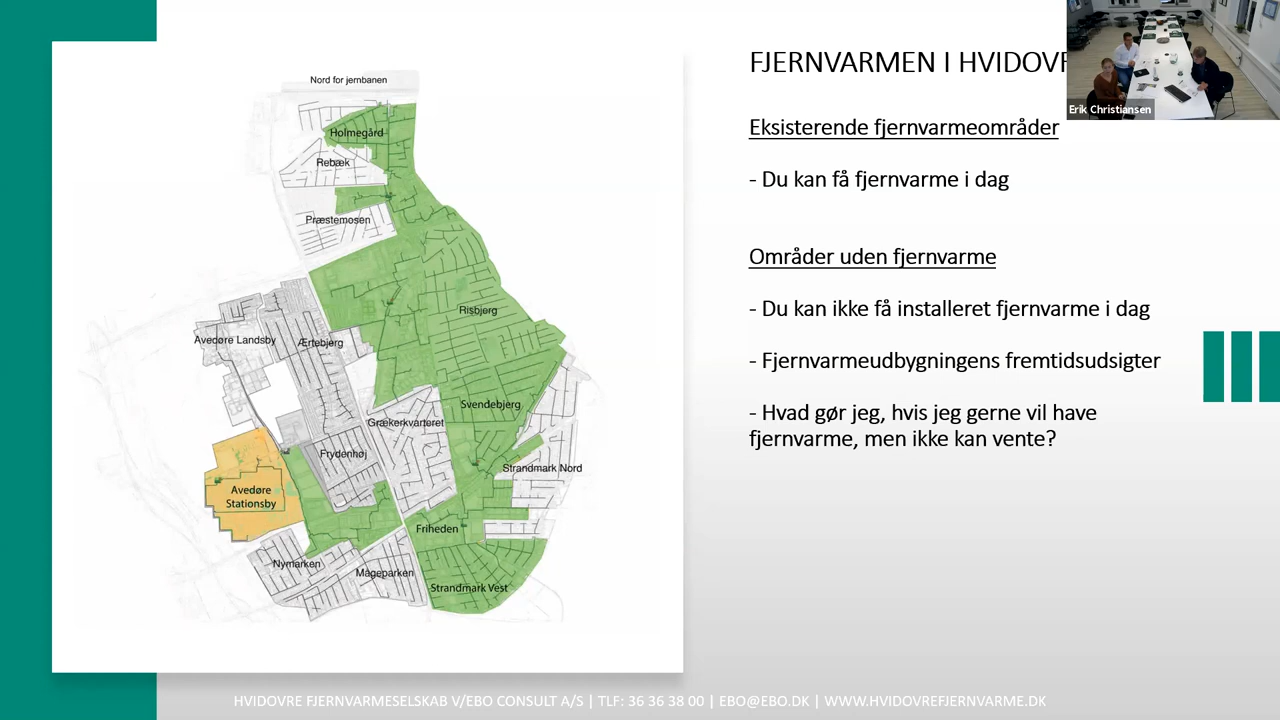 Nord for jernbanen
Holmegård
Rebæk
Præstemosen
Risbjerg
Avedøre Landsby
Ærtebjerg
Svendebjerg
Grækerkvarteret
Frydenhøj
Strandmark Nord
Avedøre
Stationsby
Friheden
Nymarken
Mågeparken
Strandmark Vest
FJERNVARMEN I HVIDOVR
Erik Christiansen
Eksisterende fjernvarmeområder
- Du kan få fjernvarme i dag
Områder uden fjernvarme
- Du kan ikke få installeret fjernvarme i dag
- Fjernvarmeudbygningens fremtidsudsigter
- Hvad gør jeg, hvis jeg gerne vil have
fjernvarme, men ikke kan vente?
HVIDOVRE FJERNVARMESELSKAB V/EBO CONSULT A/S | TLF: 36 36 38 00 | EBO@EBO.DK | WWW.HVIDOVREFJERNVARME.DK